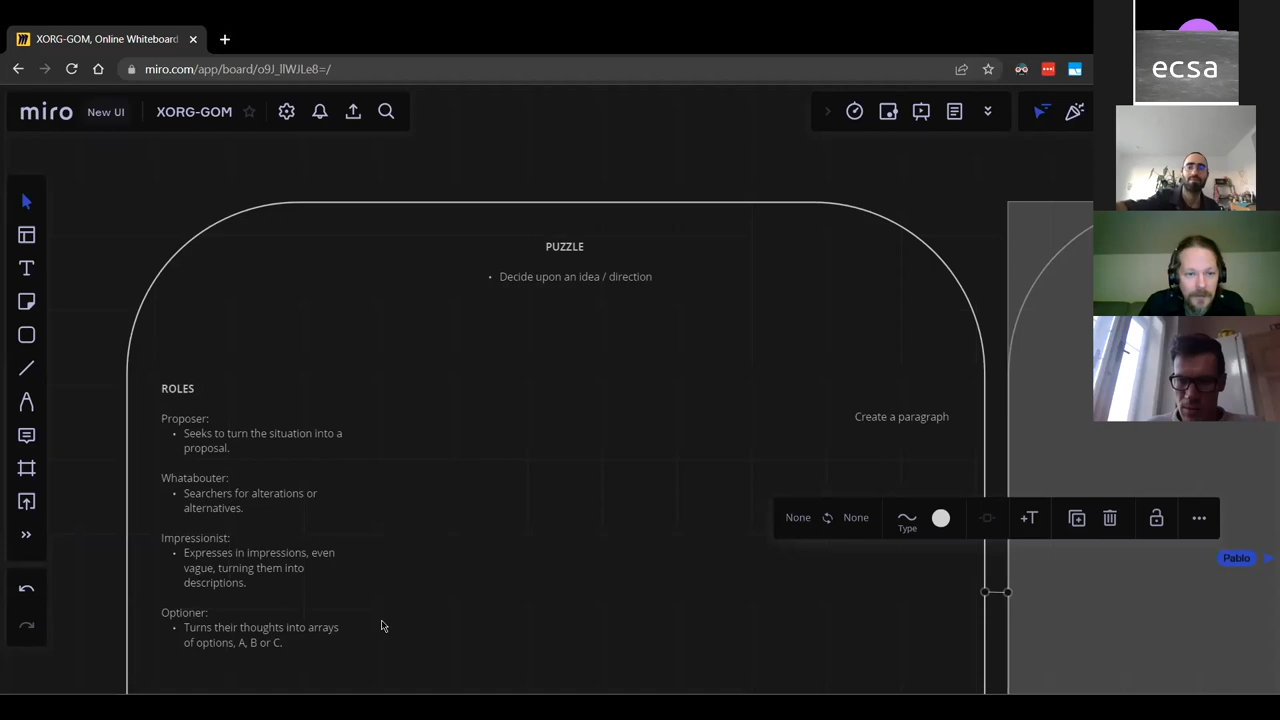 XORG-GOM, Online Whiteboard
miro.com/app/board/o9J_llWJLe8=/
miro
New UI
XORG-GOM
ecsa
PUZZLE
• Decide upon an idea / direction
ROLES
Proposer:
• Seeks to turn the situation into a
proposal.
Whatabouter:
• Searchers for alterations or
alternatives.
Impressionist:
• Expresses in impressions, even
vague, turning them into
descriptions.
Optioner:
• Turns their thoughts into arrays
of options, A, B or C.
Create a paragraph
None
None
Type
+T
Pablo